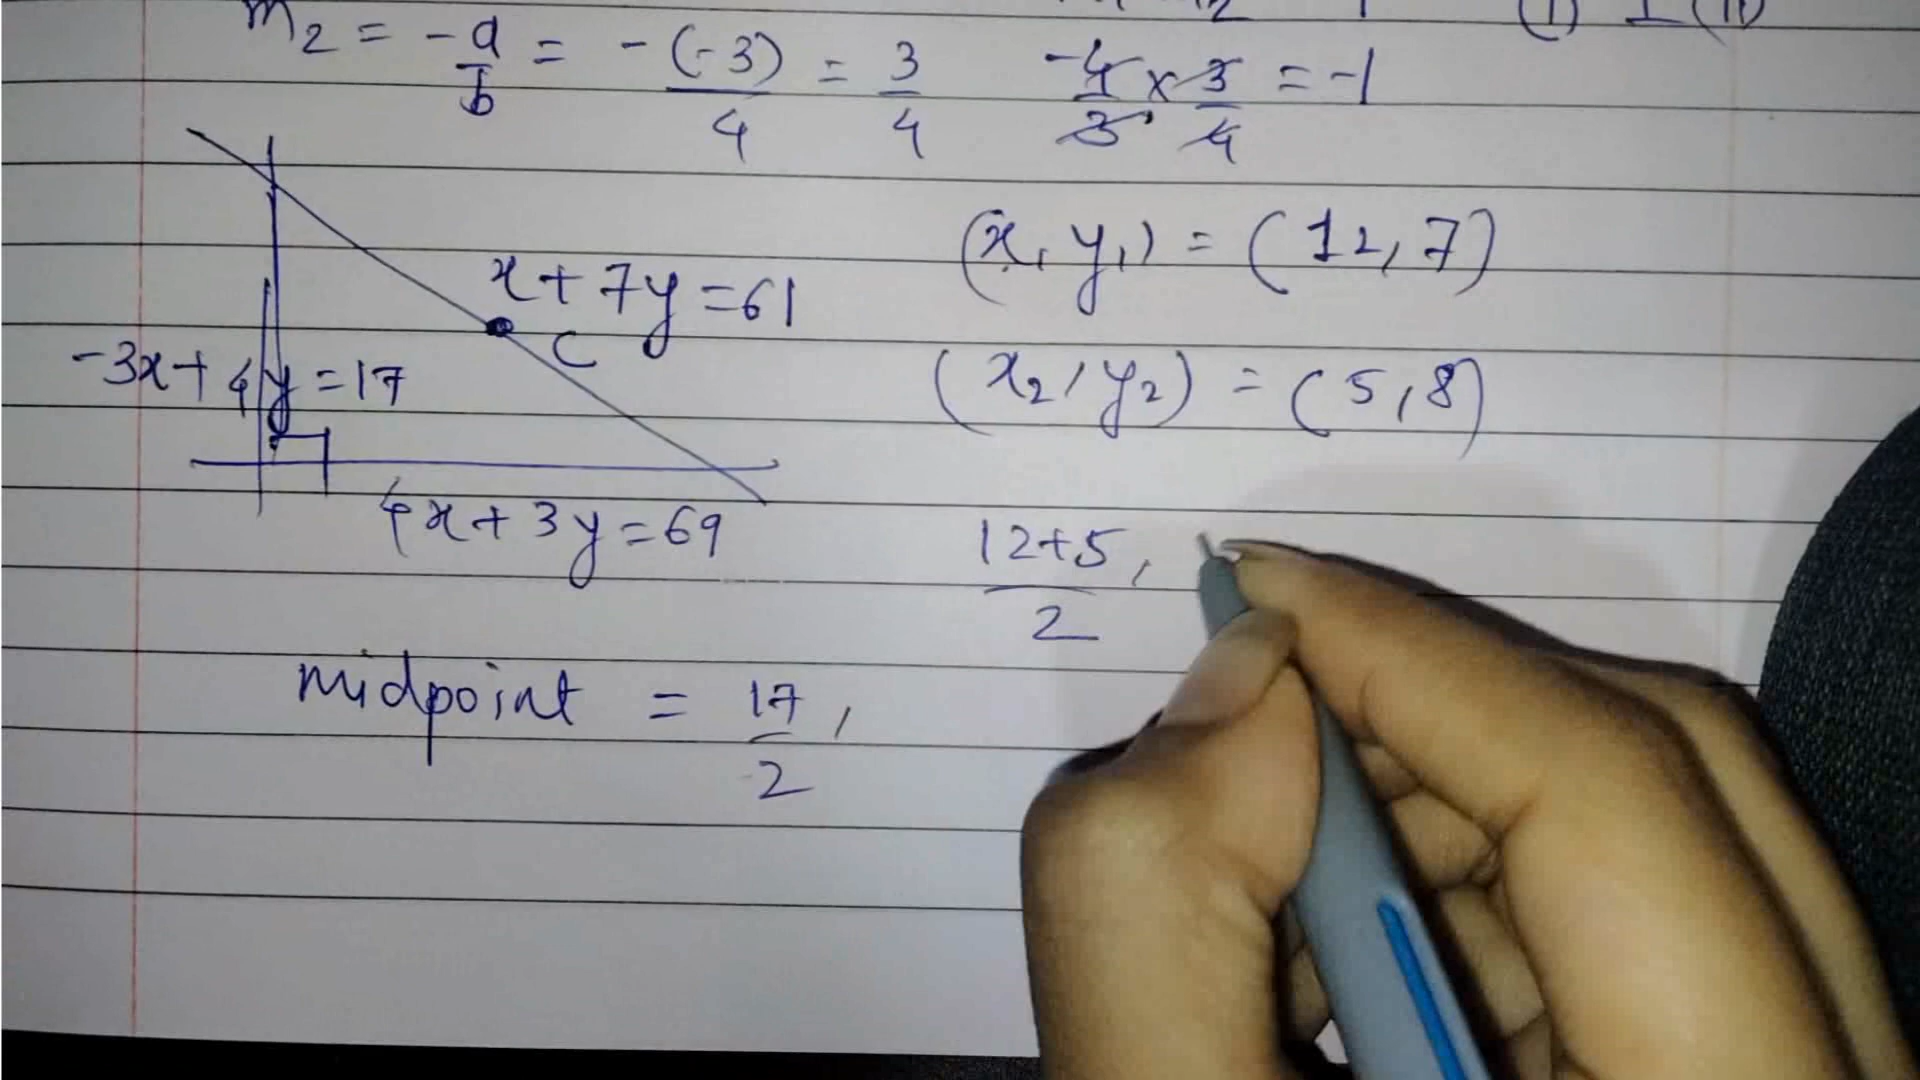 m₂ = -a/b = -(-3)/4 = 3/4
-4/3 × 3/4 = -1
(x₁ y₁) = (12, 7)
x + 7y = 61
C
-3x + 4y = 17
(x₂, y₂) = (5, 8)
4x + 3y = 69
12+5/2,
midpoint = 17/2,